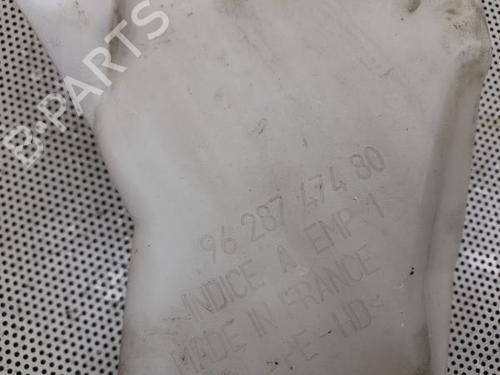 B-PARTS
96 287 474 80
INDICE A EMP 1
MADE IN FRANCE
PE-HD